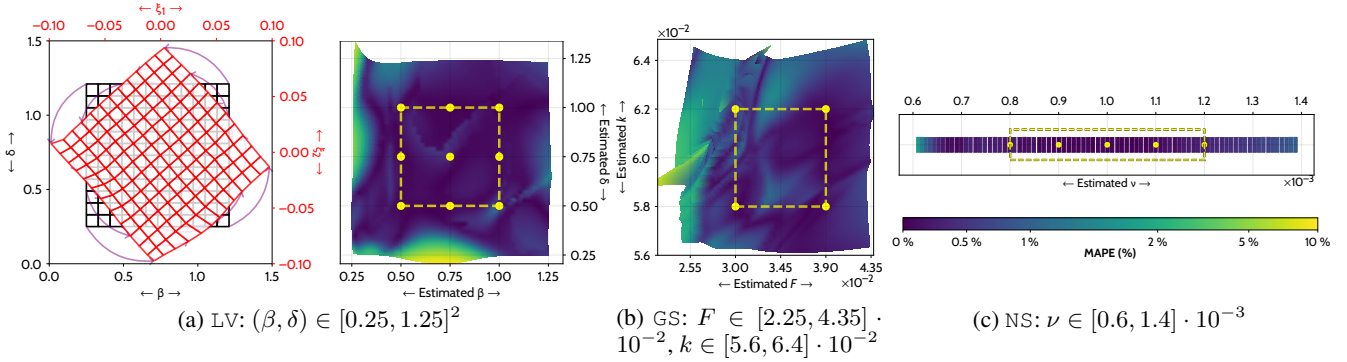 ← ξ₁ →
−0.10 −0.05 0.00 0.05 0.10
1.5
1.0
0.5
0.0
← δ →
0.10
0.05
0.00
−0.05
−0.10
0.0 0.5 1.0 1.5
← β →
1.25
1.00
0.75
0.50
0.25
← Estimated δ →
0.25 0.50 0.75 1.00 1.25
← Estimated β →
(a) LV: (β, δ) ∈ [0.25, 1.25]²
×10⁻²
6.4
6.2
6.0
5.8
5.6
← Estimated k →
2.55 3.00 3.45 3.90 4.35
← Estimated F → ×10⁻²
(b) GS: F ∈ [2.25, 4.35] ·
10⁻², k ∈ [5.6, 6.4] · 10⁻²
0.6 0.7 0.8 0.9 1.0 1.1 1.2 1.3 1.4
← Estimated ν → ×10⁻³
0 % 0.5 % 1% 2 % 5 % 10 %
MAPE (%)
(c) NS: ν ∈ [0.6, 1.4] · 10⁻³